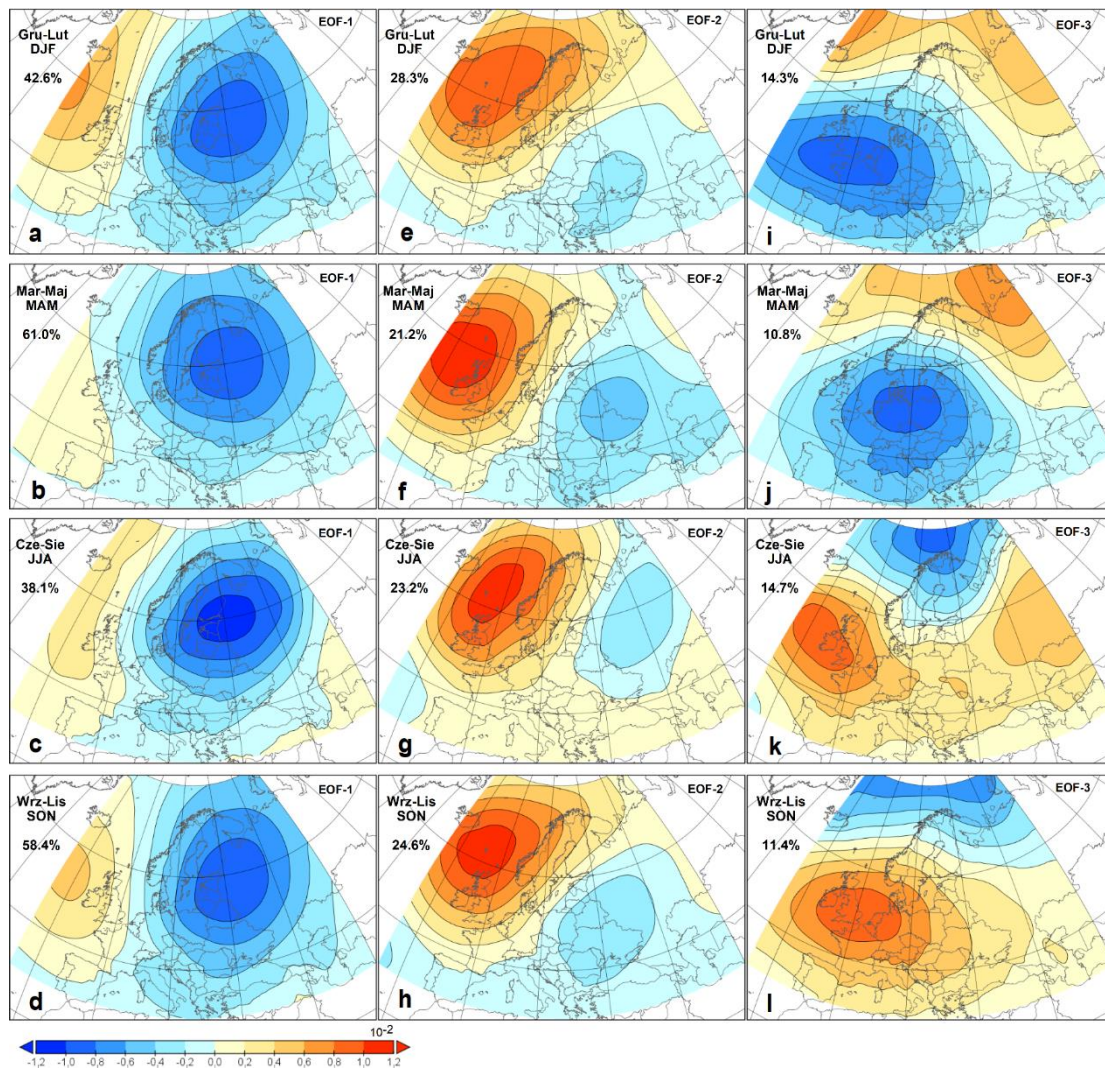 Gru-Lut
DJF
42.6%
EOF-1
a
Gru-Lut
DJF
28.3%
EOF-2
e
Gru-Lut
DJF
14.3%
EOF-3
i
Mar-Maj
MAM
61.0%
EOF-1
b
Mar-Maj
MAM
21.2%
EOF-2
f
Mar-Maj
MAM
10.8%
EOF-3
j
Cze-Sie
JJA
38.1%
EOF-1
c
Cze-Sie
JJA
23.2%
EOF-2
g
Cze-Sie
JJA
14.7%
EOF-3
k
Wrz-Lis
SON
58.4%
EOF-1
d
Wrz-Lis
SON
24.6%
EOF-2
h
Wrz-Lis
SON
11.4%
EOF-3
l
10-2
-1,2 -1,0 -0,8 -0,6 -0,4 -0,2 0,0 0,2 0,4 0,6 0,8 1,0 1,2